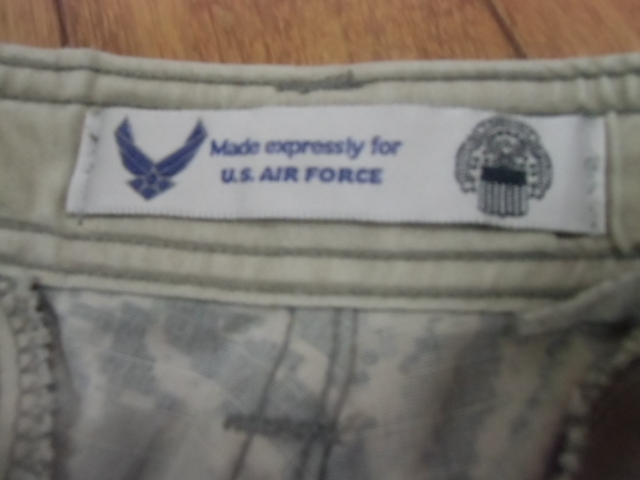 Made expressly for
U.S. AIR FORCE